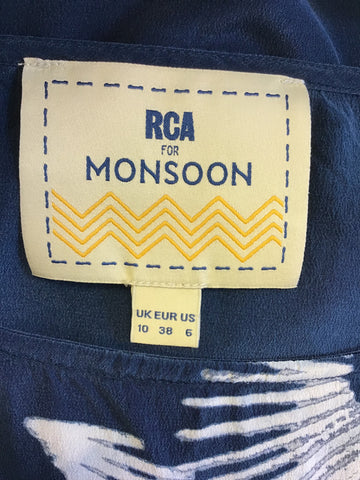 RCA
FOR
MONSOON
UK EUR US
10 38 6